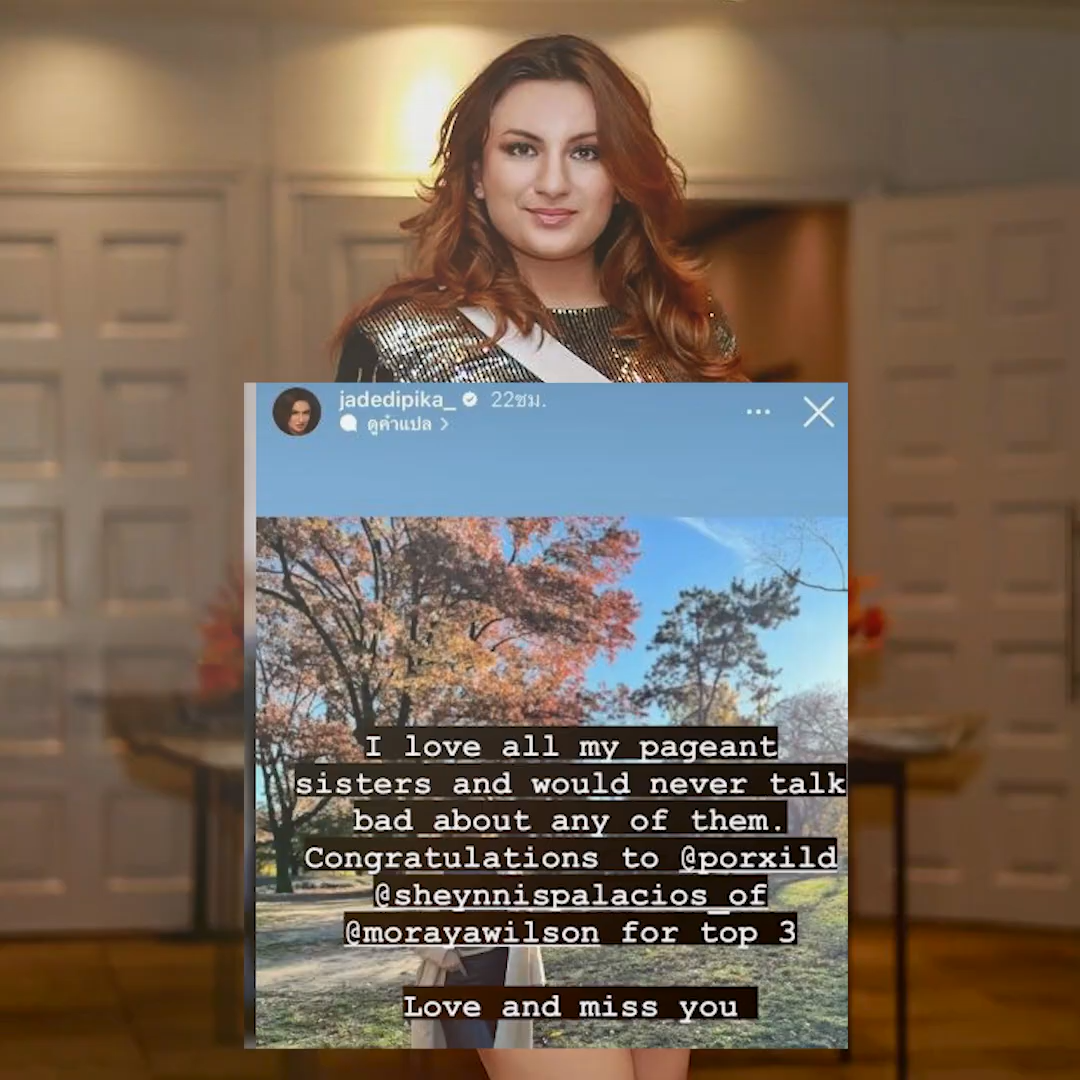 jadedipika_ 22ชม.
ดูคำแปล >
I love all my pageant
sisters and would never talk
bad about any of them.
Congratulations to @porxild
@sheynnispalacios_of
@morayawilson for top 3
Love and miss you